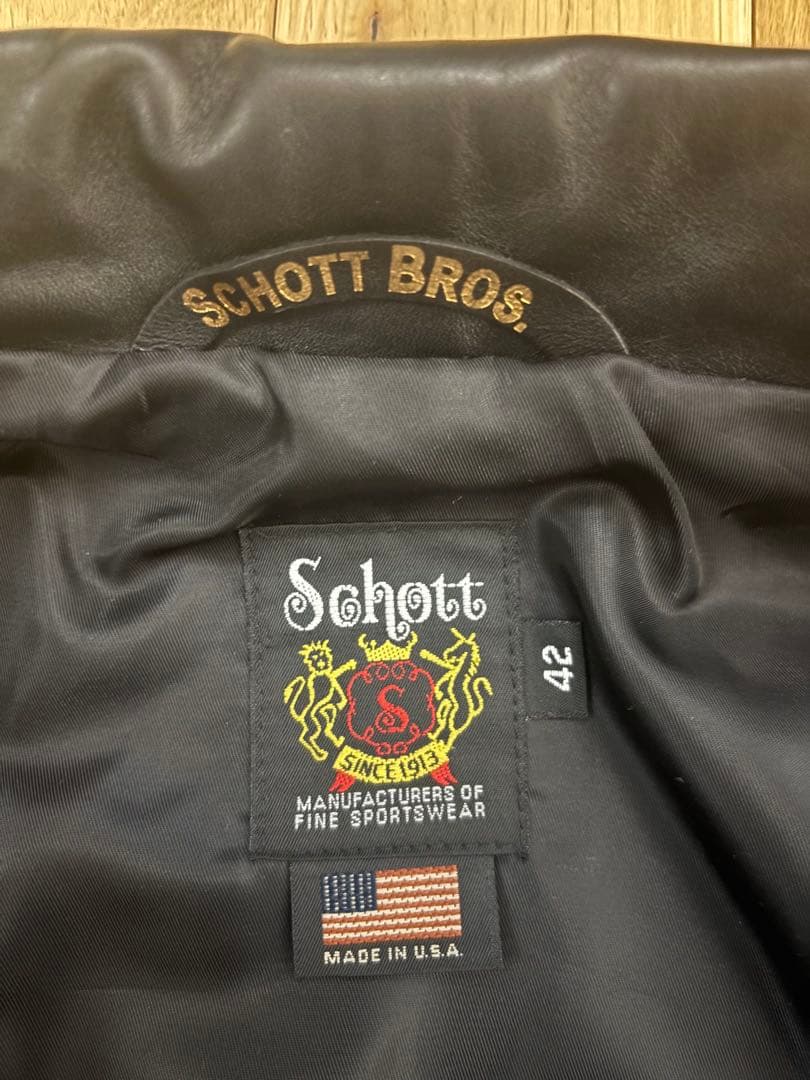 SCHOTT BROS.
Schott
42
S
SINCE 1913
MANUFACTURERS OF
FINE SPORTSWEAR
MADE IN U.S.A.